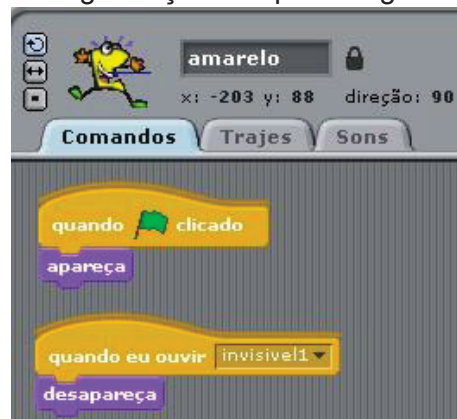 amarelo
x: -203 y: 88 direção: 90
Comandos Trajes Sons
quando clicado
apareça
quando eu ouvir invisivel1
desapareça